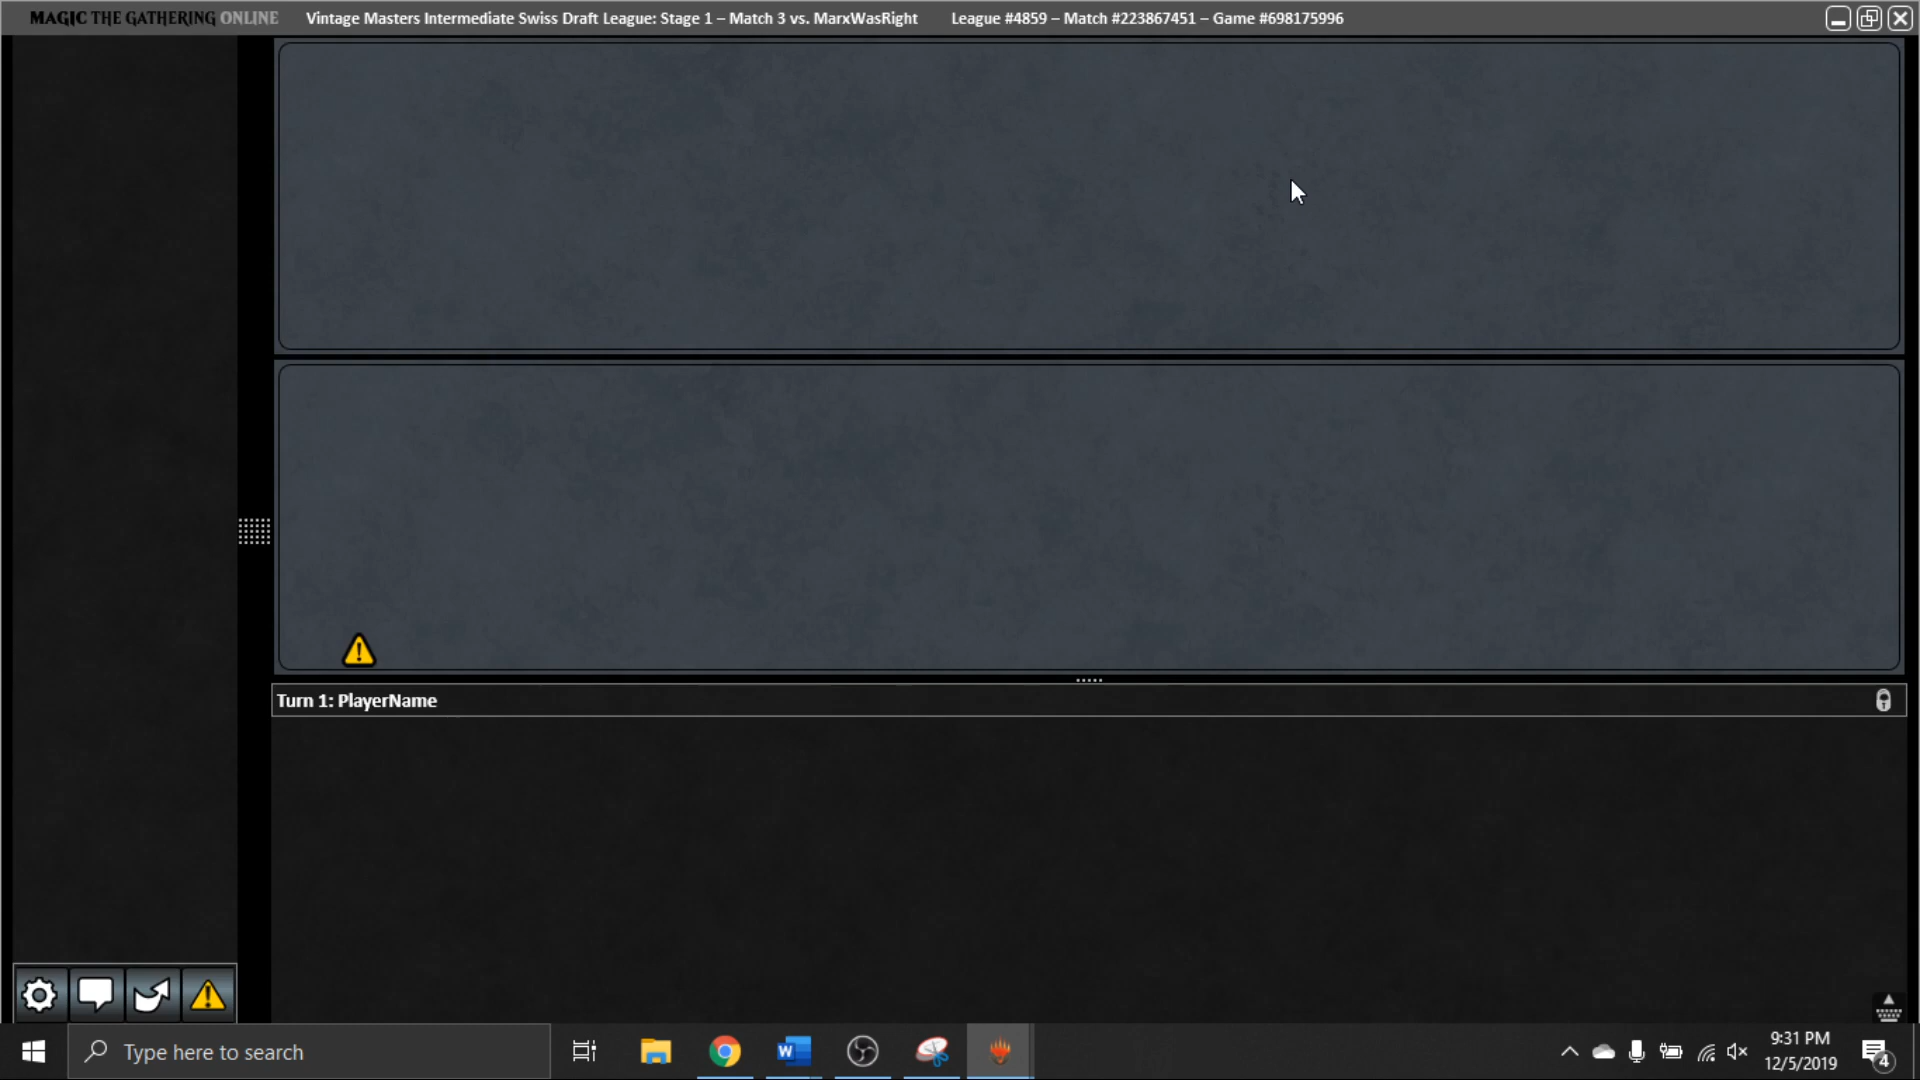 MAGIC THE GATHERING ONLINE Vintage Masters Intermediate Swiss Draft League: Stage 1 – Match 3 vs. MarxWasRight League #4859 – Match #223867451 – Game #698175996
Turn 1: PlayerName
Type here to search
W
9:31 PM
12/5/2019
4